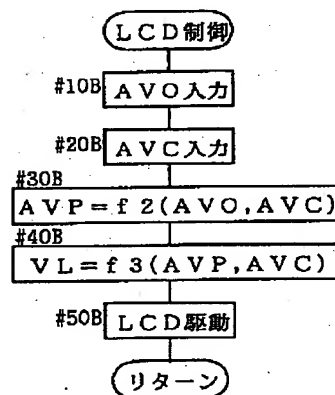 LCD制御
#10B
AVO入力
#20B
AVC入力
#30B
AVP=f2(AVO,AVC)
#40B
VL=f3(AVP,AVC)
#50B
LCD駆動
リターン